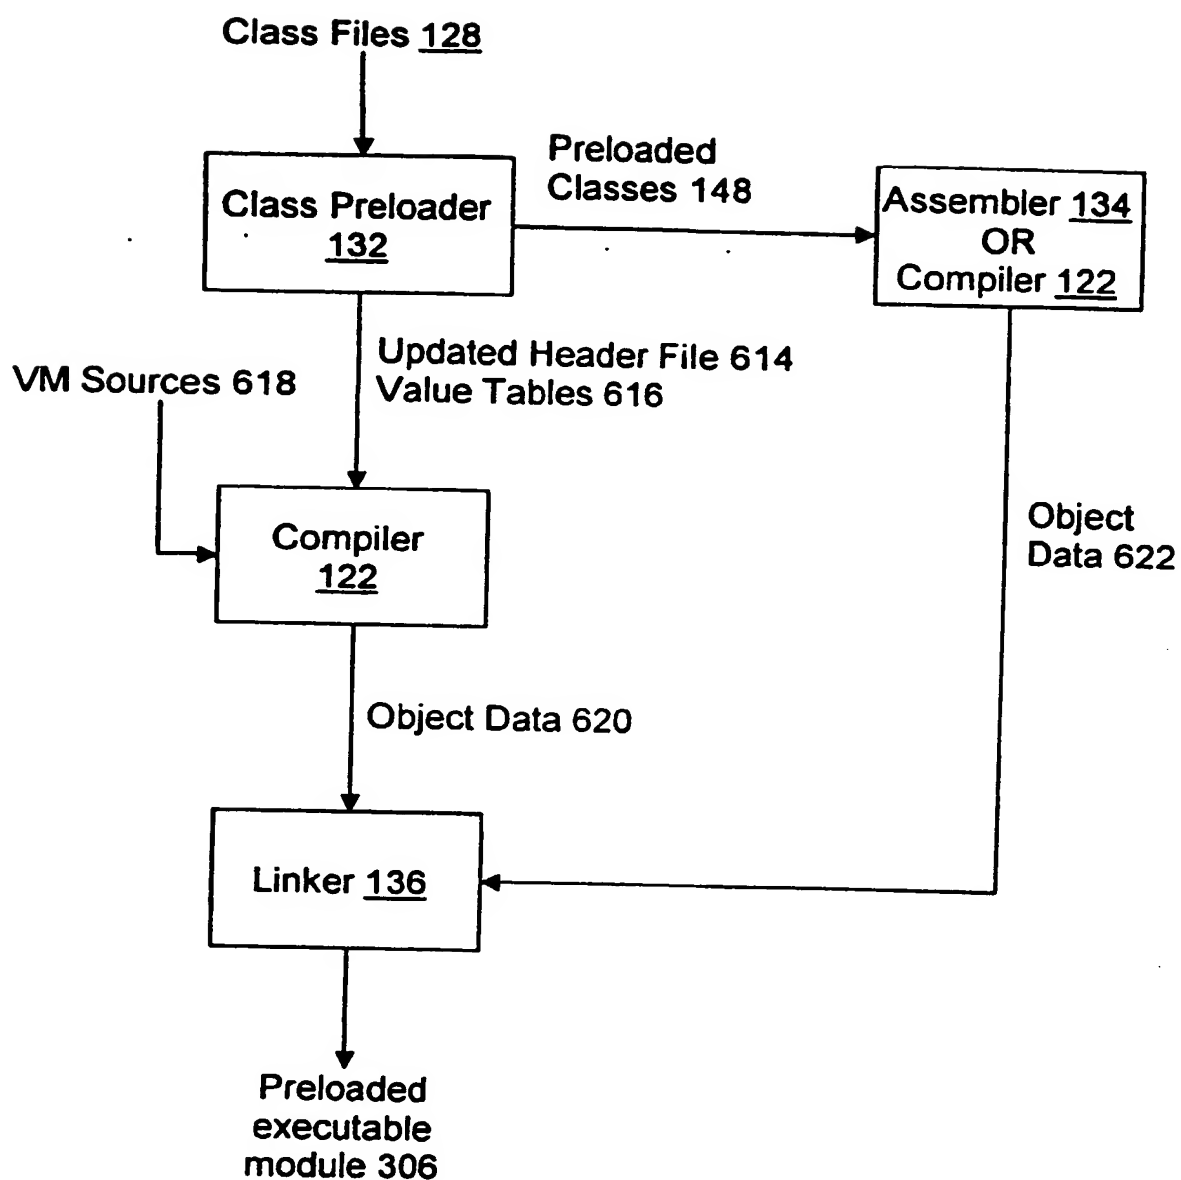 Class Files 128
Preloaded
Classes 148
Class Preloader
132
Assembler 134
OR
Compiler 122
Updated Header File 614
Value Tables 616
VM Sources 618
Compiler
122
Object
Data 622
Object Data 620
Linker 136
Preloaded
executable
module 306